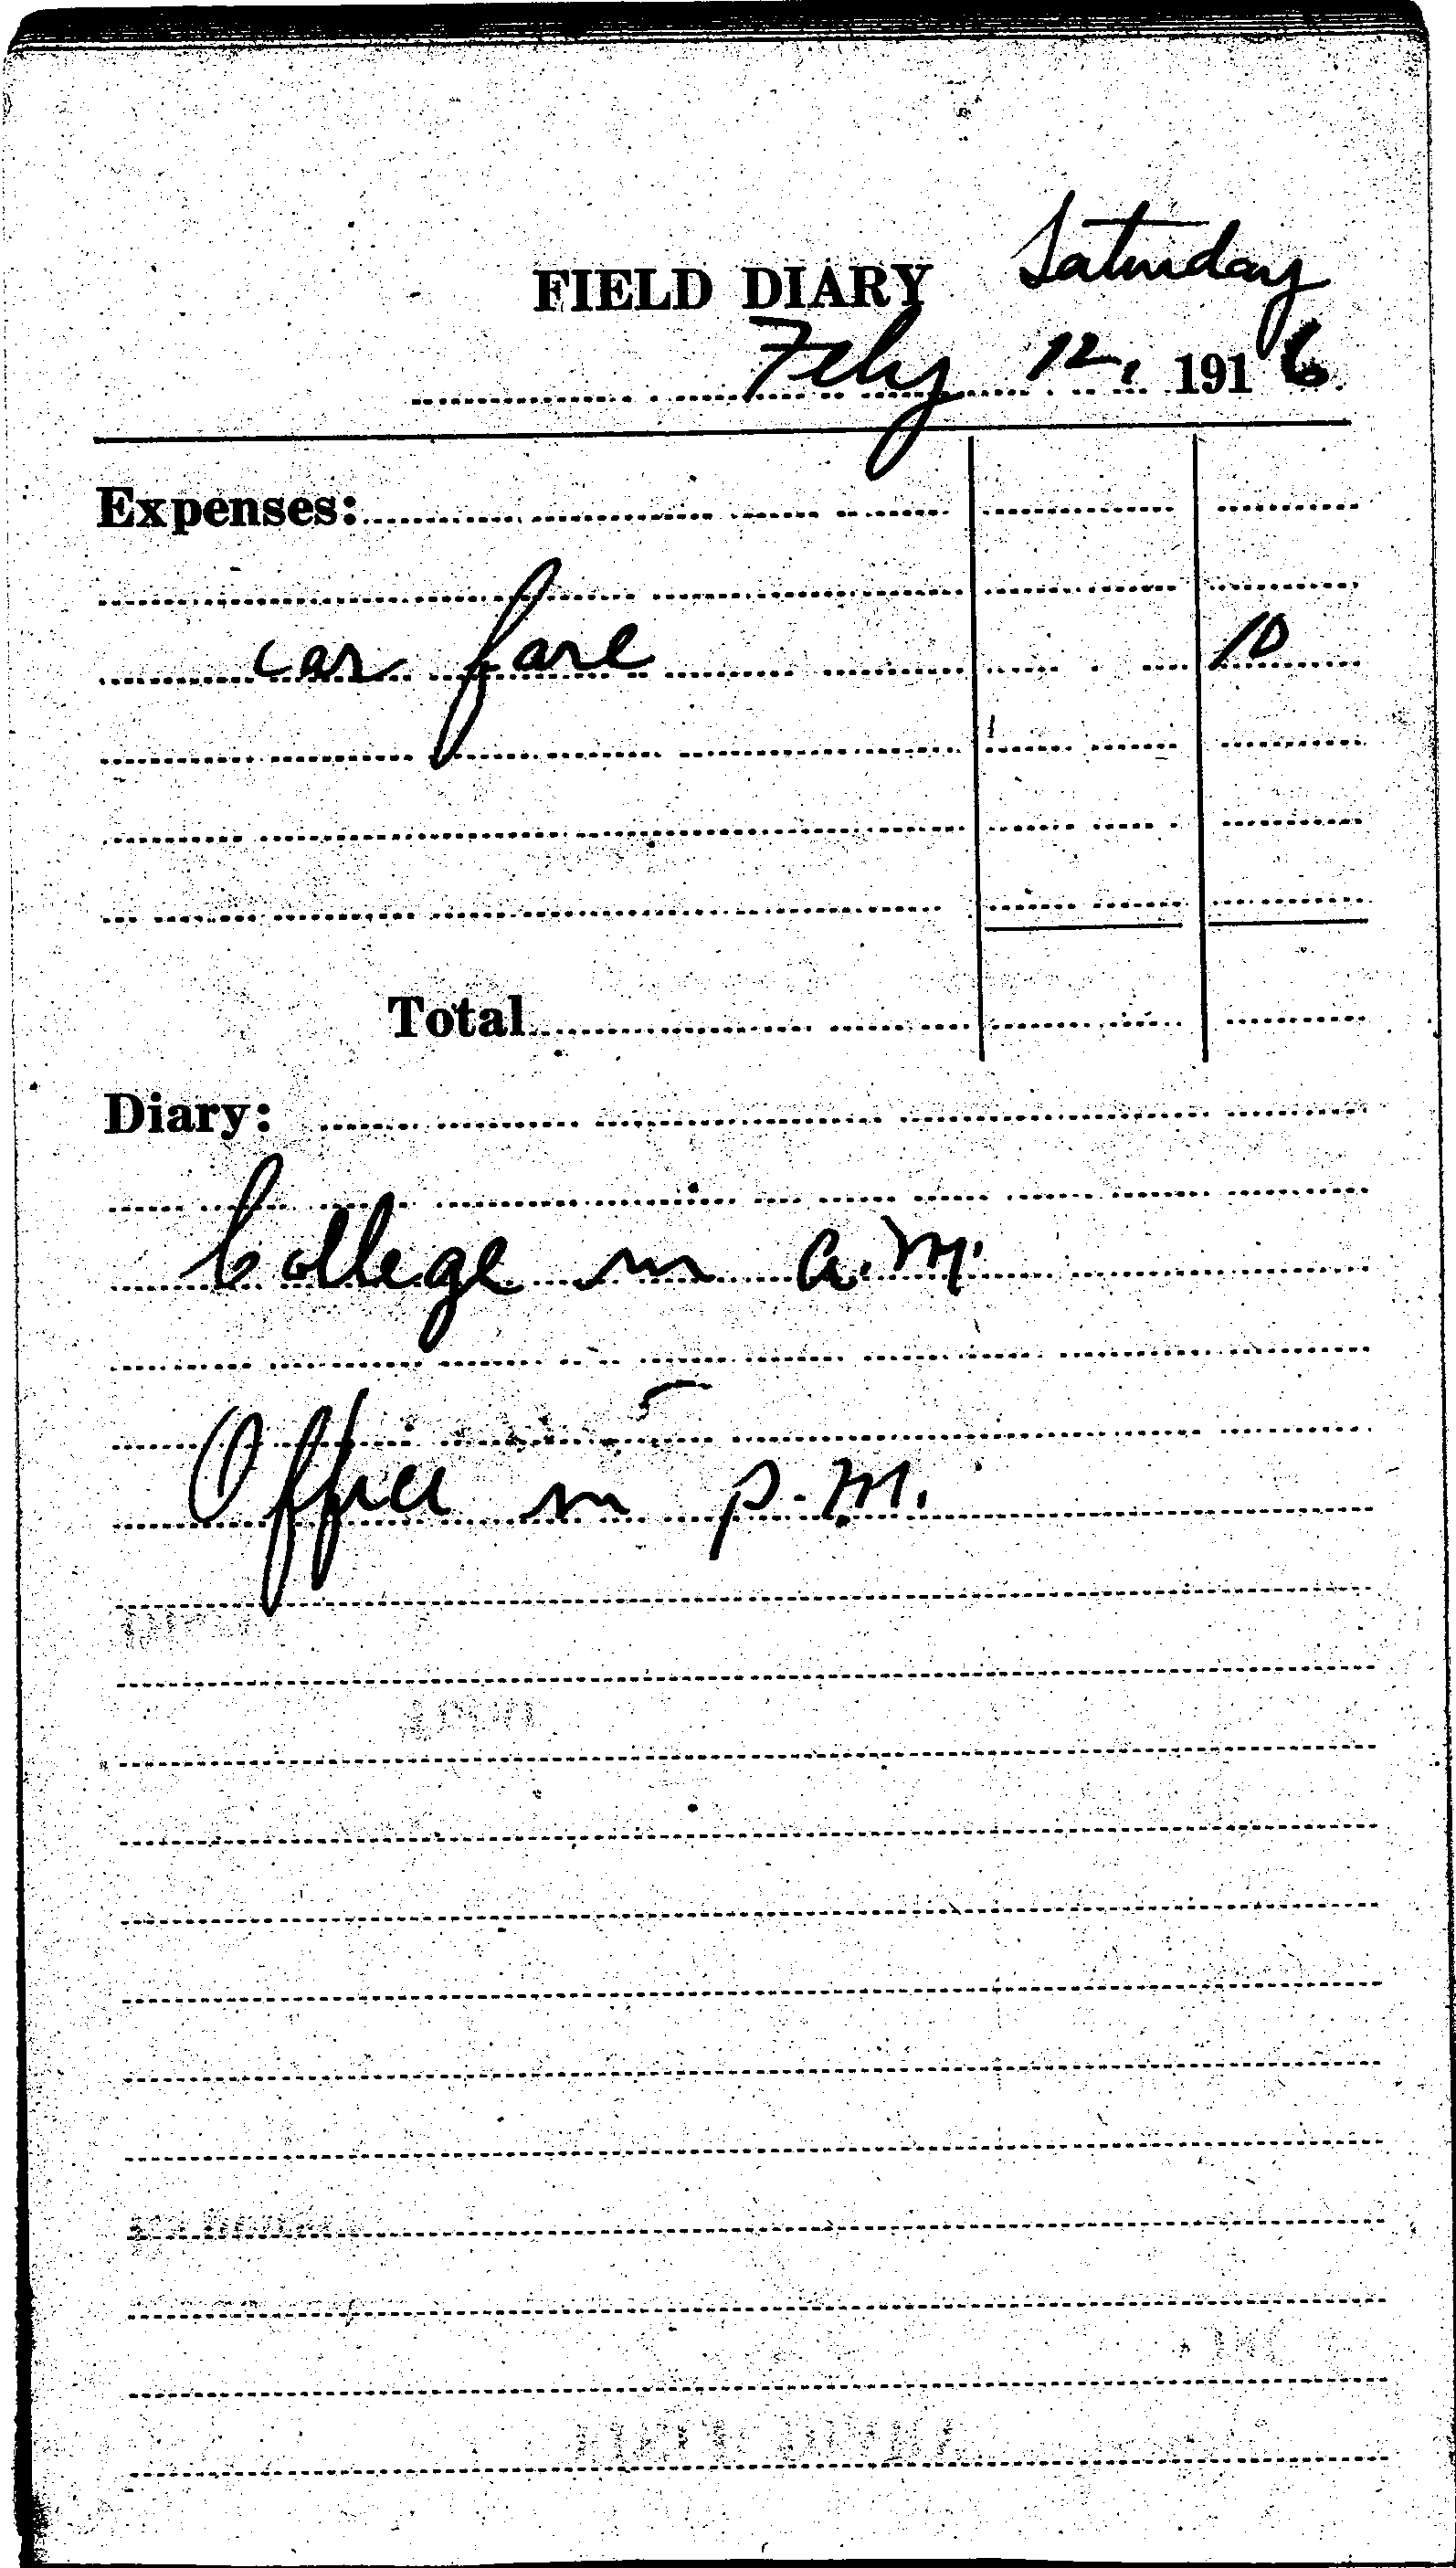 FIELD DIARY Saturday
Feby 12, 1916
Expenses:
car fare 10
Total
Diary:
College in a.m.
Office in p.m.